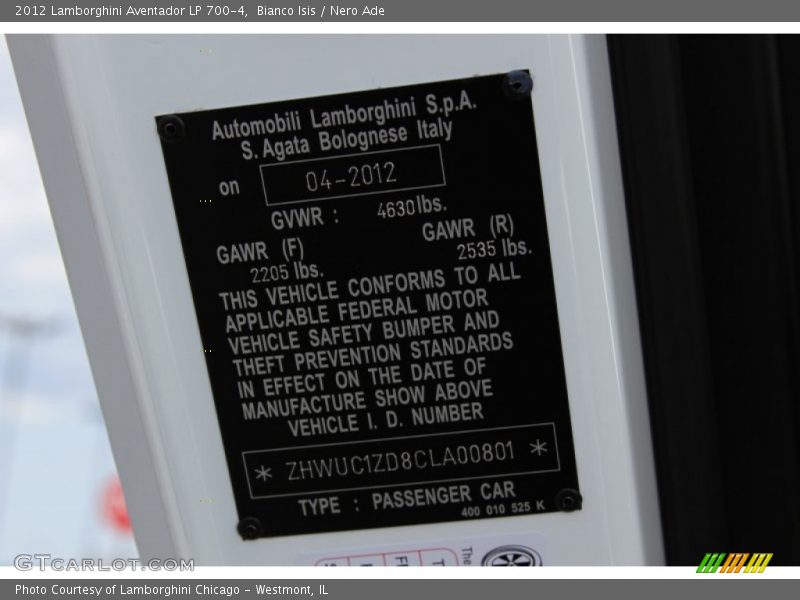 2012 Lamborghini Aventador LP 700-4, Bianco Isis / Nero Ade
Automobili Lamborghini S.p.A.
S. Agata Bolognese Italy
on 04-2012
GVWR : 4630 lbs.
GAWR (F) GAWR (R)
2205 lbs. 2535 lbs.
THIS VEHICLE CONFORMS TO ALL
APPLICABLE FEDERAL MOTOR
VEHICLE SAFETY BUMPER AND
THEFT PREVENTION STANDARDS
IN EFFECT ON THE DATE OF
MANUFACTURE SHOW ABOVE
VEHICLE I. D. NUMBER
* ZHWUC1ZD8CLA00801 *
TYPE : PASSENGER CAR
400 010 525 K
The
GTCARLOT.COM
Photo Courtesy of Lamborghini Chicago - Westmont, IL